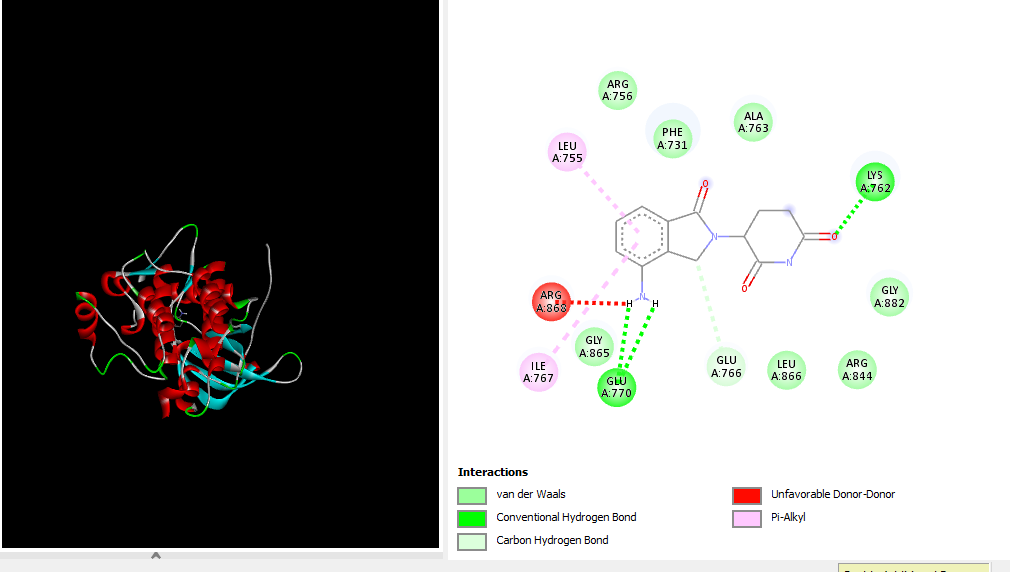 ARG
A:756
PHE
A:731
ALA
A:763
LEU
A:755
LYS
A:762
O
N
O
O
N
N
H
H
ARG
A:868
GLY
A:882
GLY
A:865
ILE
A:767
GLU
A:770
GLU
A:766
LEU
A:866
ARG
A:844
Interactions
van der Waals
Conventional Hydrogen Bond
Carbon Hydrogen Bond
Unfavorable Donor-Donor
Pi-Alkyl